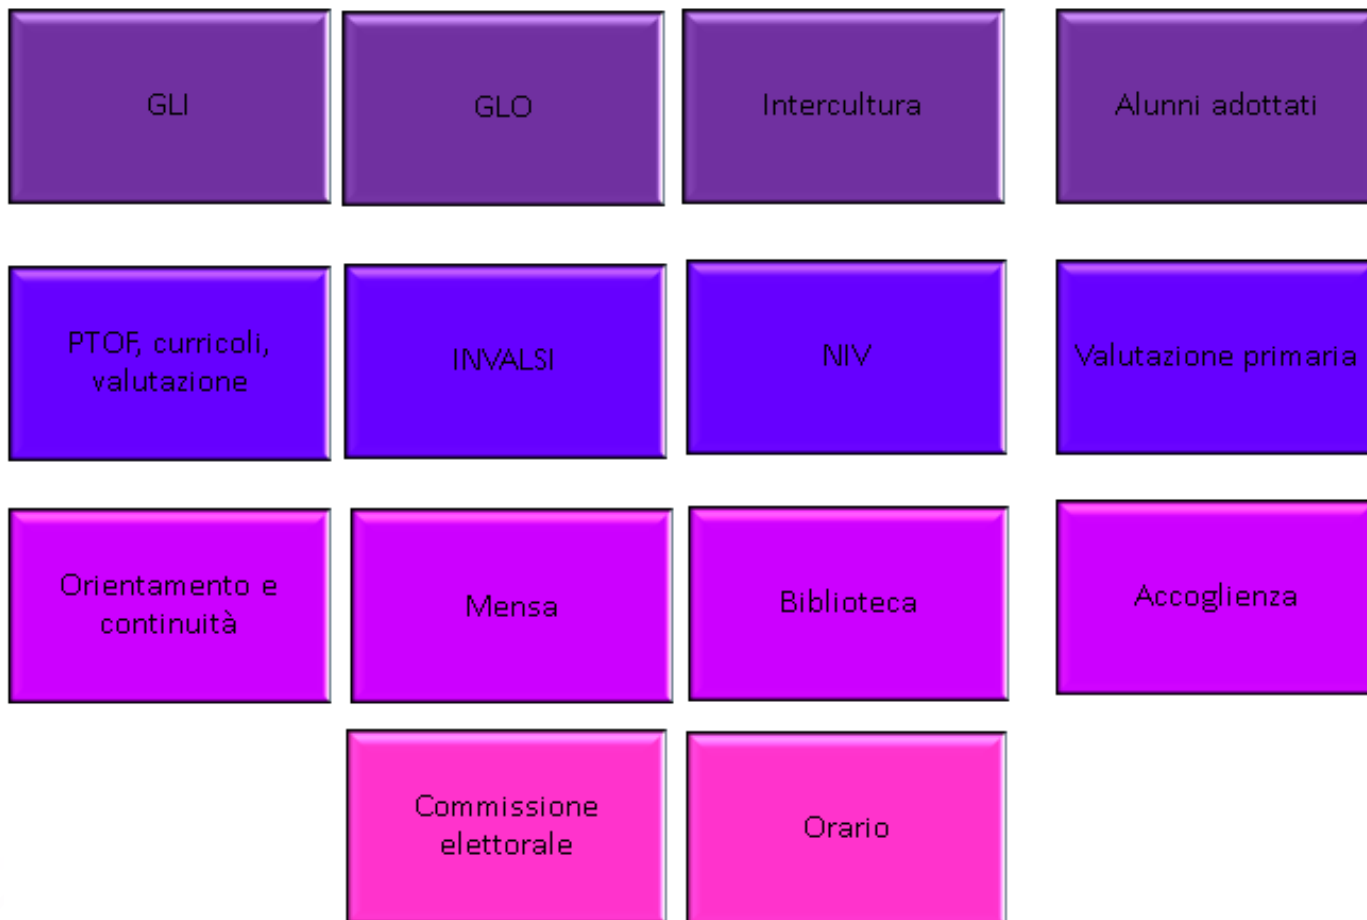 GLI
GLO
Intercultura
Alunni adottati
PTOF, curricoli,
valutazione
INVALSI
NIV
Valutazione primaria
Orientamento e
continuità
Mensa
Biblioteca
Accoglienza
Commissione
elettorale
Orario